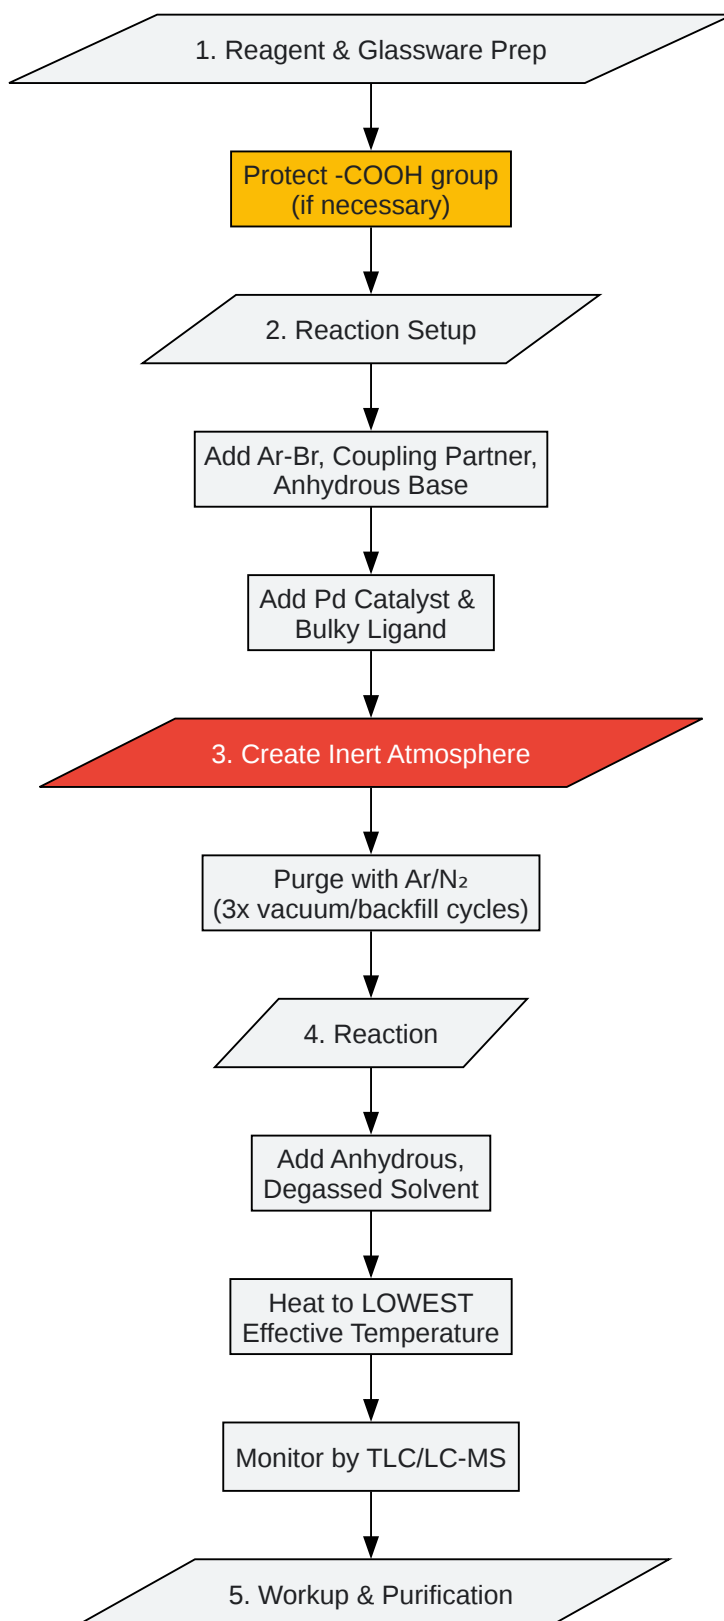 1. Reagent & Glassware Prep
Protect -COOH group
(if necessary)
2. Reaction Setup
Add Ar-Br, Coupling Partner,
Anhydrous Base
Add Pd Catalyst &
Bulky Ligand
3. Create Inert Atmosphere
Purge with Ar/N₂
(3x vacuum/backfill cycles)
4. Reaction
Add Anhydrous,
Degassed Solvent
Heat to LOWEST
Effective Temperature
Monitor by TLC/LC-MS
5. Workup & Purification